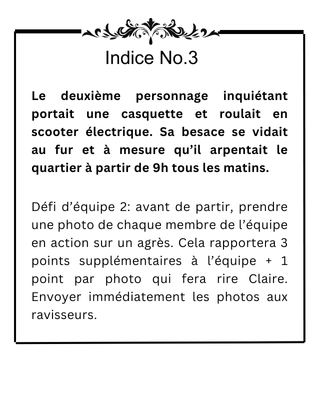 Indice No.3
Le deuxième personnage inquiétant
portait une casquette et roulait en
scooter électrique. Sa besace se vidait
au fur et à mesure qu’il arpentait le
quartier à partir de 9h tous les matins.
Défi d’équipe 2: avant de partir, prendre
une photo de chaque membre de l’équipe
en action sur un agrès. Cela rapportera 3
points supplémentaires à l’équipe + 1
point par photo qui fera rire Claire.
Envoyer immédiatement les photos aux
ravisseurs.